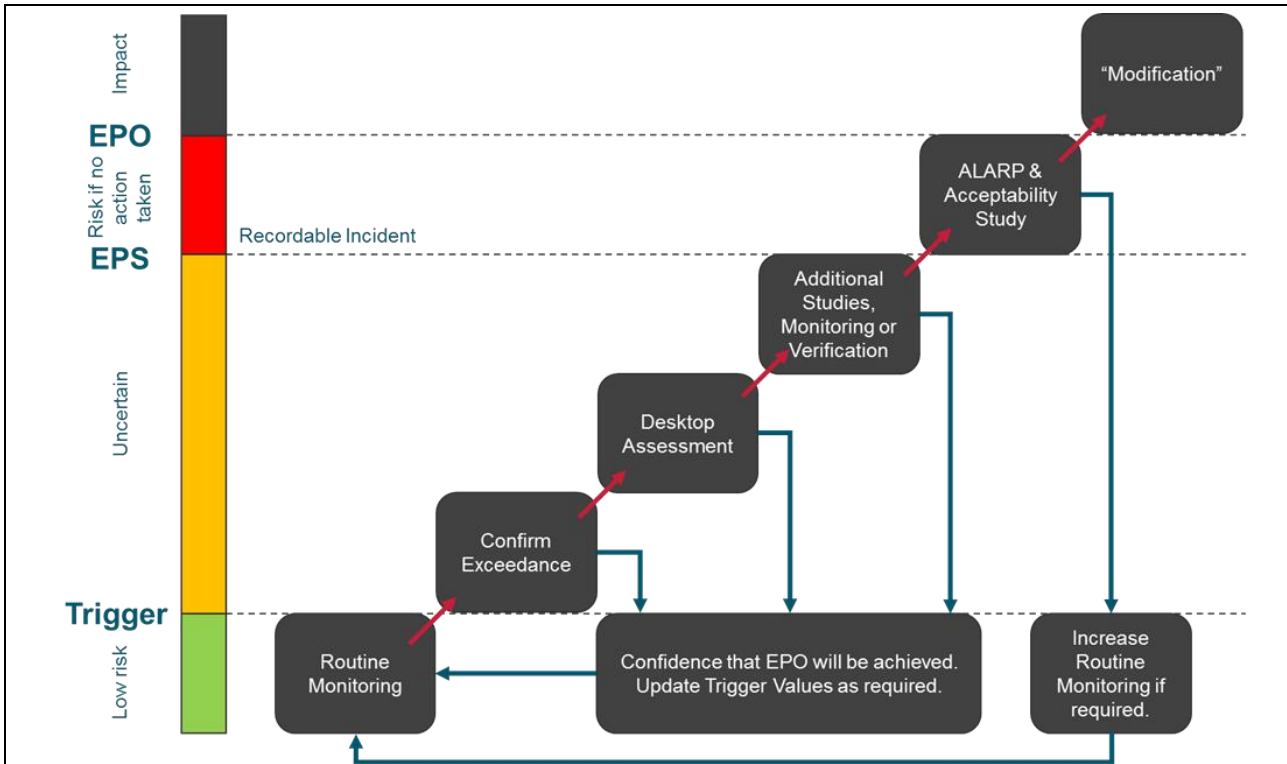 Impact
EPO
Risk if no
action
taken
EPS
Recordable Incident
Uncertain
Trigger
Low risk
"Modification"
ALARP &
Acceptability
Study
Additional
Studies,
Monitoring or
Verification
Desktop
Assessment
Confirm
Exceedance
Routine
Monitoring
Confidence that EPO will be achieved.
Update Trigger Values as required.
Increase
Routine
Monitoring if
required.